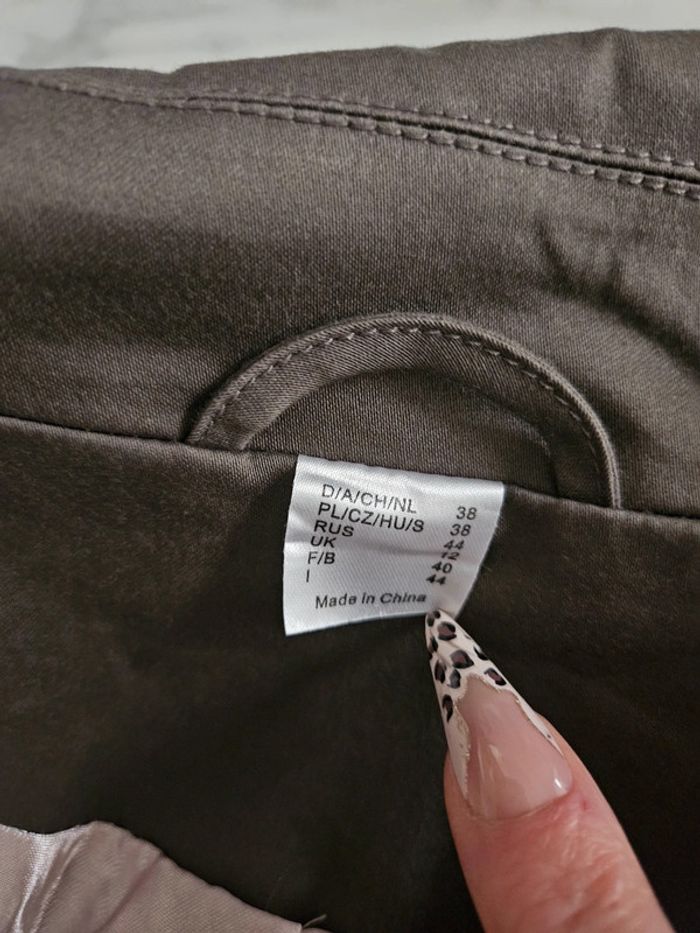 D/A/CH/NL 38
PL/CZ/HU/S 38
RUS 44
UK 12
F/B 40
I 44
Made in China